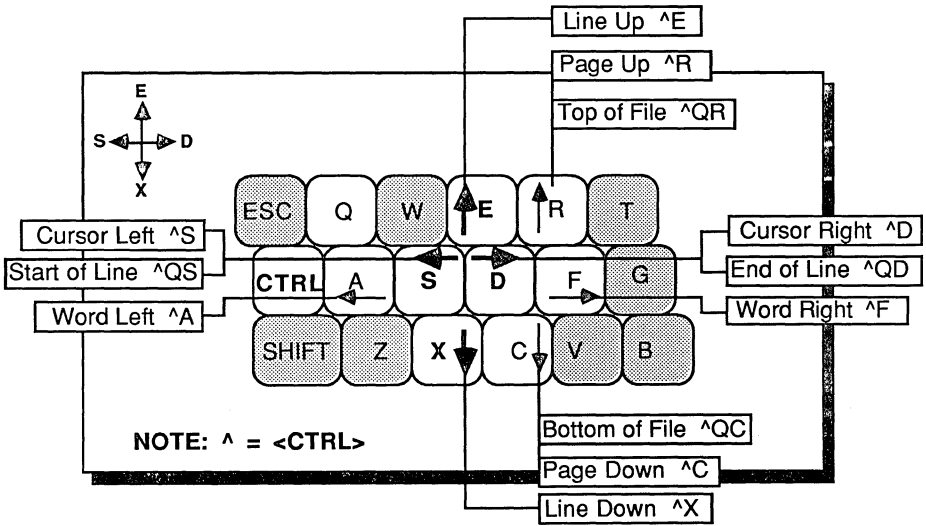 Line Up ^E
Page Up ^R
Top of File ^QR
E
S D
X
ESC Q W E R T
Cursor Left ^S
Cursor Right ^D
Start of Line ^QS
End of Line ^QD
CTRL A S D F G
Word Left ^A
Word Right ^F
SHIFT Z X C V B
NOTE: ^ = <CTRL>
Bottom of File ^QC
Page Down ^C
Line Down ^X